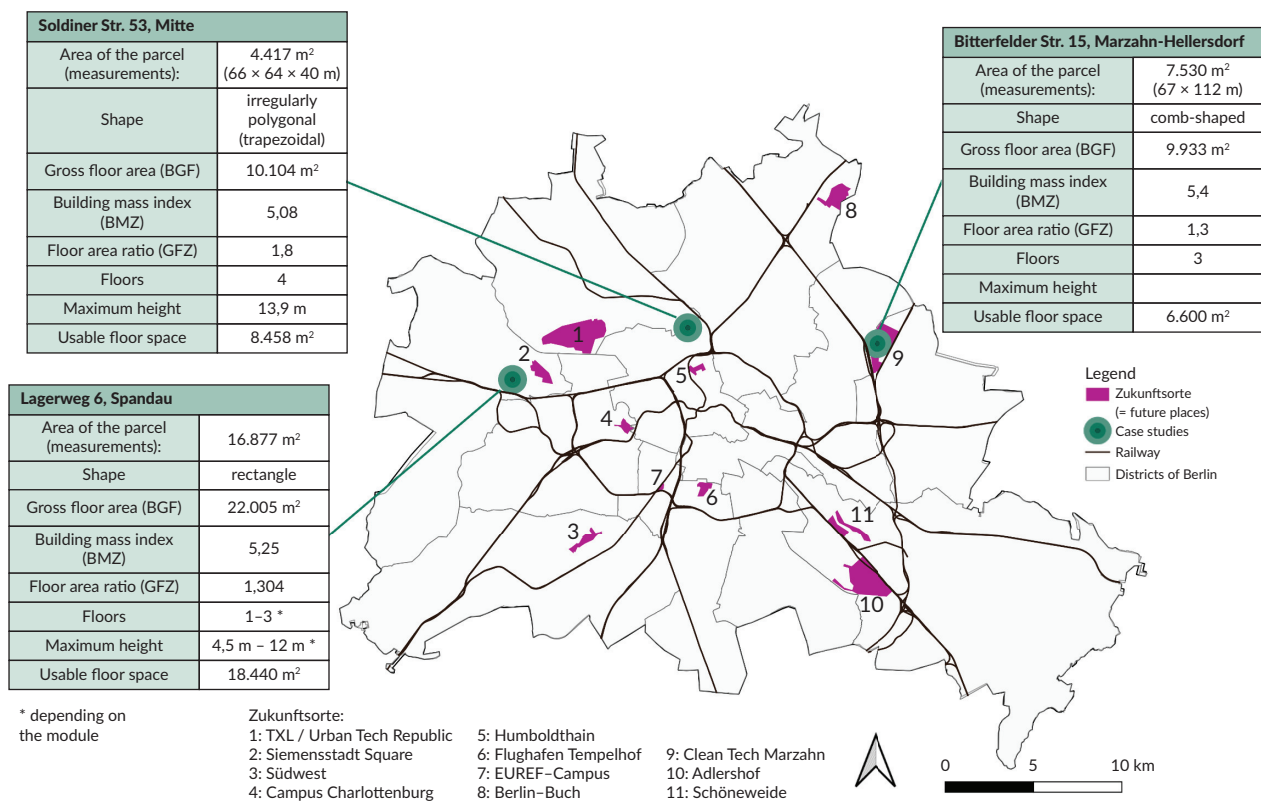 Soldiner Str. 53, Mitte
Area of the parcel
(measurements):
4.417 m²
(66 × 64 × 40 m)
Shape
irregularly
polygonal
(trapezoidal)
Gross floor area (BGF)
10.104 m²
Building mass index
(BMZ)
5,08
Floor area ratio (GFZ)
1,8
Floors
4
Maximum height
13,9 m
Usable floor space
8.458 m²
Bitterfelder Str. 15, Marzahn-Hellersdorf
Area of the parcel
(measurements):
7.530 m²
(67 × 112 m)
Shape
comb-shaped
Gross floor area (BGF)
9.933 m²
Building mass index
(BMZ)
5,4
Floor area ratio (GFZ)
1,3
Floors
3
Maximum height
Usable floor space
6.600 m²
Lagerweg 6, Spandau
Area of the parcel
(measurements):
16.877 m²
Shape
rectangle
Gross floor area (BGF)
22.005 m²
Building mass index
(BMZ)
5,25
Floor area ratio (GFZ)
1,304
Floors
1–3 *
Maximum height
4,5 m – 12 m *
Usable floor space
18.440 m²
* depending on
the module
8
1
2
5
9
4
7
6
3
11
10
Legend
Zukunftsorte
(= future places)
Case studies
Railway
Districts of Berlin
Zukunftsorte:
1: TXL / Urban Tech Republic
2: Siemensstadt Square
3: Südwest
4: Campus Charlottenburg
5: Humboldthain
6: Flughafen Tempelhof
7: EUREF–Campus
8: Berlin–Buch
9: Clean Tech Marzahn
10: Adlershof
11: Schöneweide
0 5 10 km